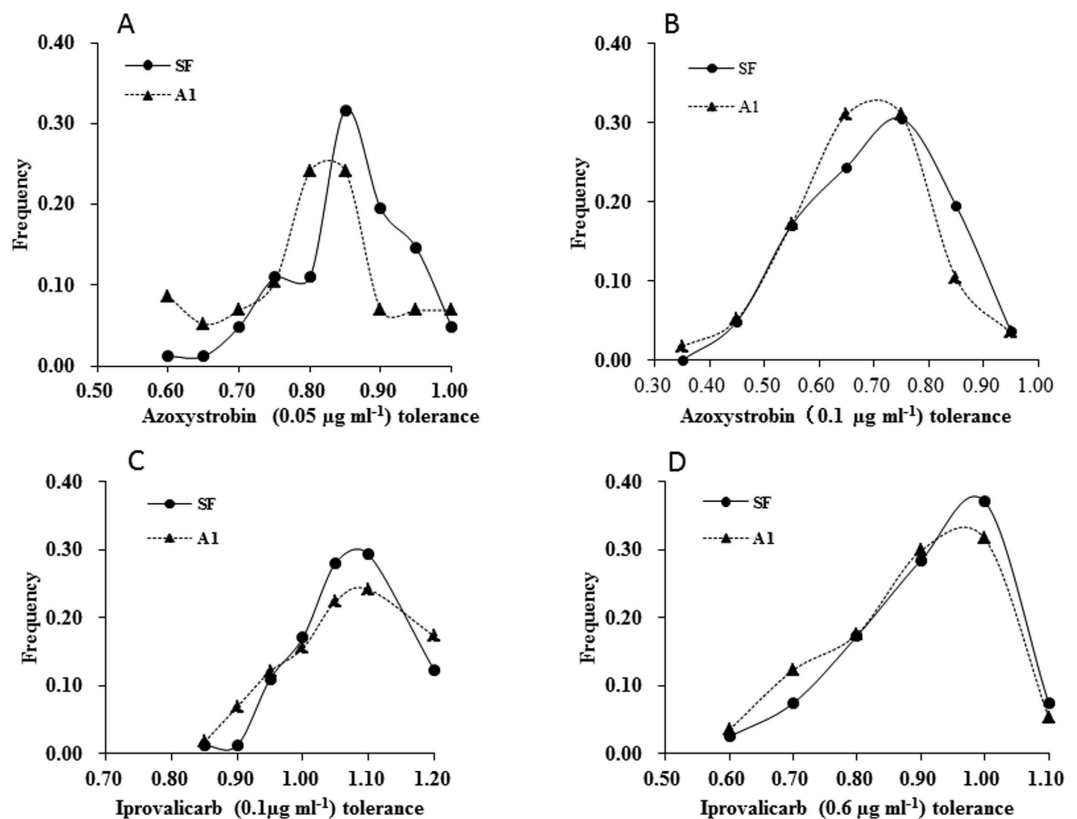 A
0.40
SF
A1
0.30
0.20
0.10
0.00
Frequency
0.50 0.60 0.70 0.80 0.90 1.00
Azoxystrobin (0.05 µg ml-1) tolerance
B
0.40
SF
A1
0.30
0.20
0.10
0.00
Frequency
0.30 0.40 0.50 0.60 0.70 0.80 0.90 1.00
Azoxystrobin ( 0.1 µg ml-1) tolerance
C
0.40
SF
A1
0.30
0.20
0.10
0.00
Frequency
0.70 0.80 0.90 1.00 1.10 1.20
Iprovalicarb (0.1µg ml-1) tolerance
D
0.40
SF
A1
0.30
0.20
0.10
0.00
Frequency
0.50 0.60 0.70 0.80 0.90 1.00 1.10
Iprovalicarb (0.6 µg ml-1) tolerance